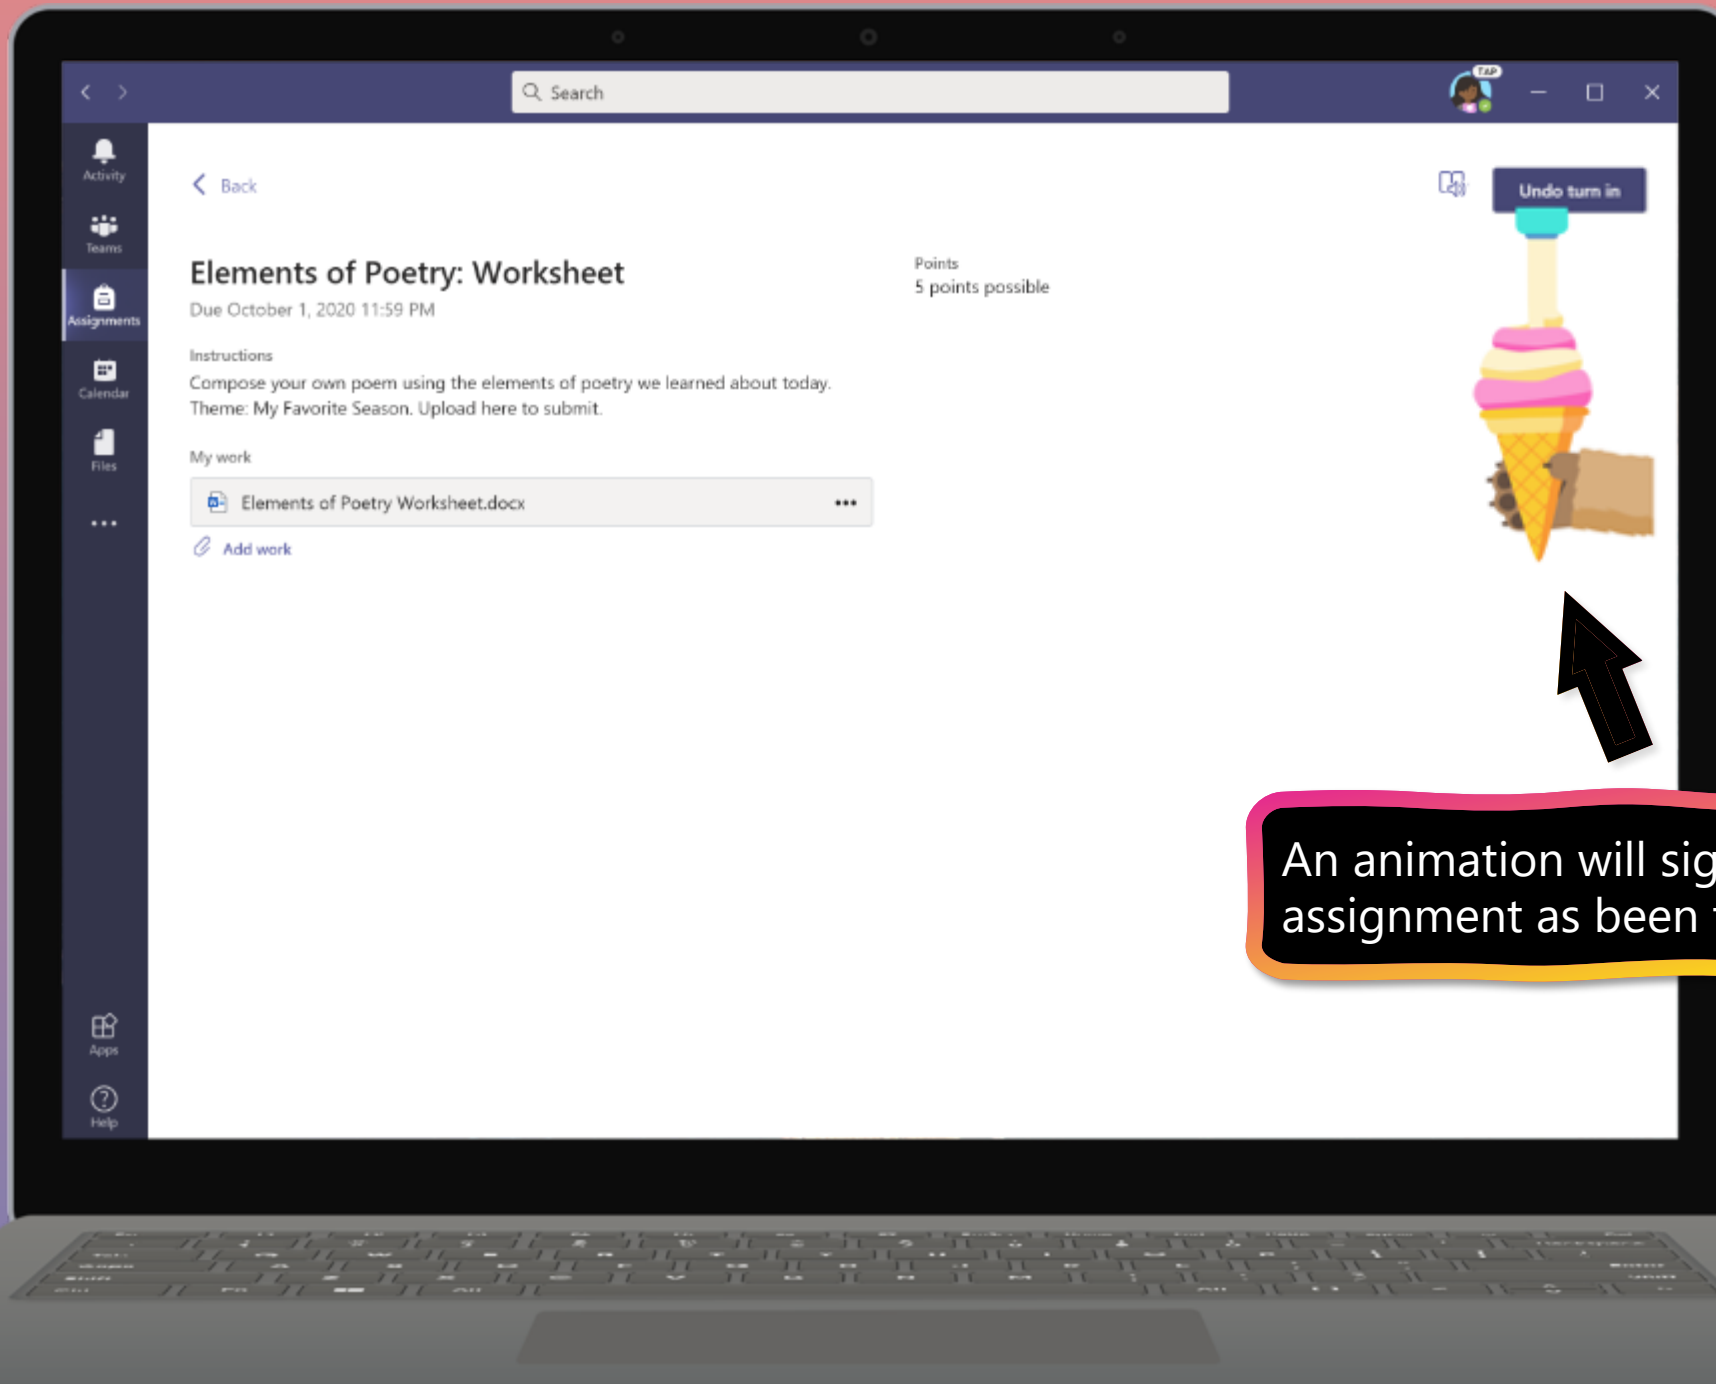 Search
TAP
Activity
Teams
Assignments
Calendar
Files
Apps
Help
Back
Undo turn in
Elements of Poetry: Worksheet
Due October 1, 2020 11:59 PM
Points
5 points possible
Instructions
Compose your own poem using the elements of poetry we learned about today.
Theme: My Favorite Season. Upload here to submit.
My work
Elements of Poetry Worksheet.docx
Add work
An animation will sig
assignment as been